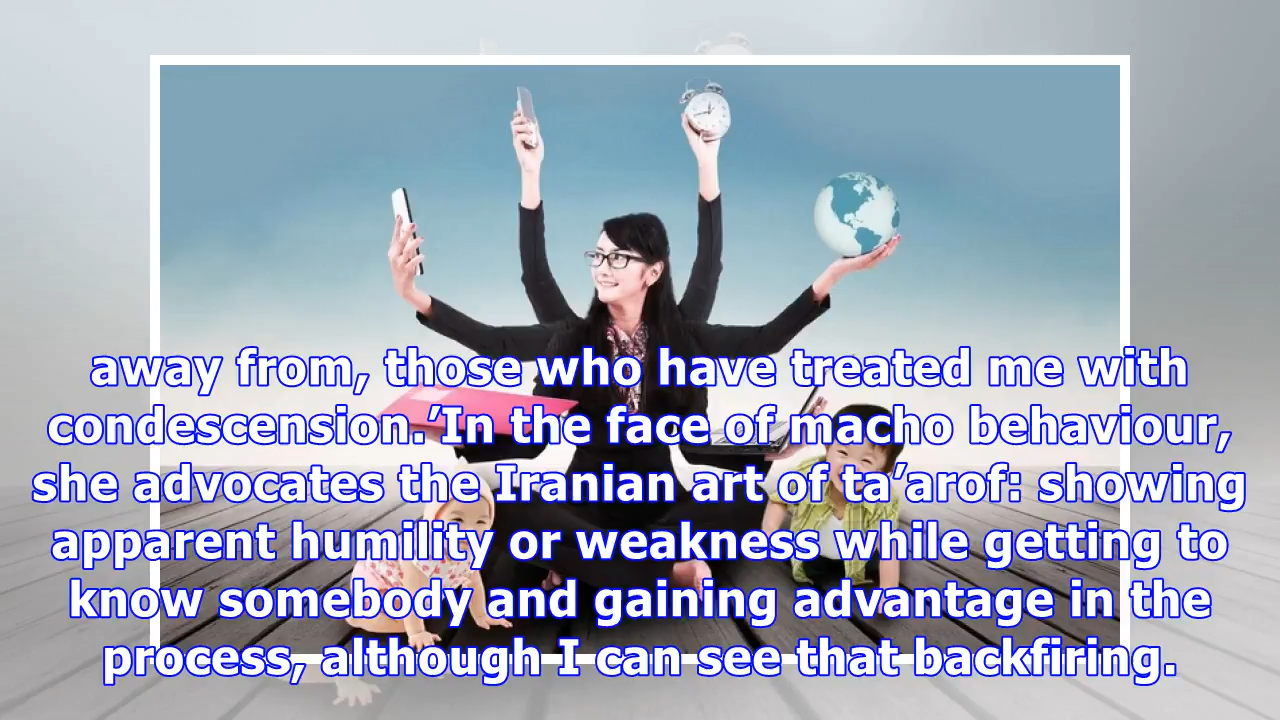 away from, those who have treated me with
condescension.’In the face of macho behaviour,
she advocates the Iranian art of ta’arof: showing
apparent humility or weakness while getting to
know somebody and gaining advantage in the
process, although I can see that backfiring.